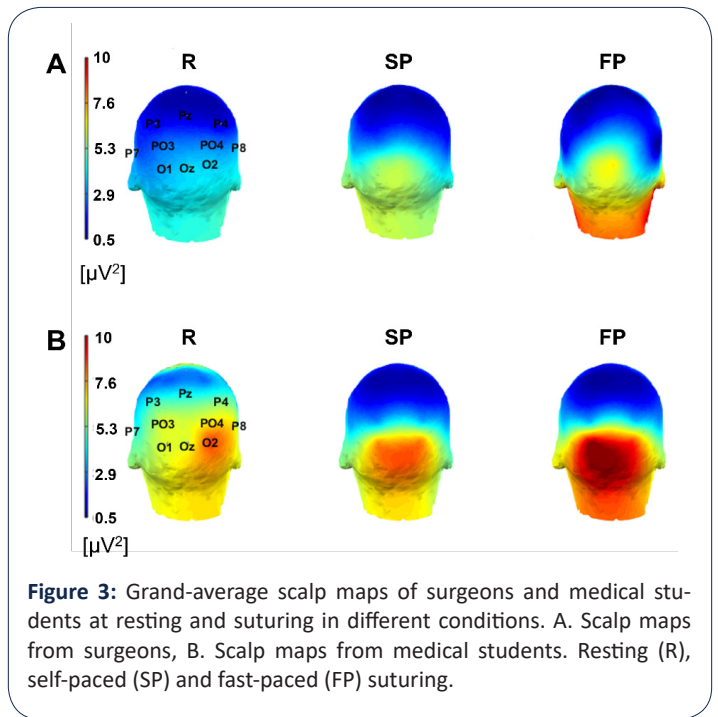 A
R
SP
FP
10
7.6
5.3
2.9
0.5
[µV²]
Pz
P3
P4
PO3
PO4
P7
P8
O1
Oz
O2
B
R
SP
FP
10
7.6
5.3
2.9
0.5
[µV²]
Pz
P3
P4
PO3
PO4
P7
P8
O1
Oz
O2
Figure 3: Grand-average scalp maps of surgeons and medical stu-
dents at resting and suturing in different conditions. A. Scalp maps
from surgeons, B. Scalp maps from medical students. Resting (R),
self-paced (SP) and fast-paced (FP) suturing.